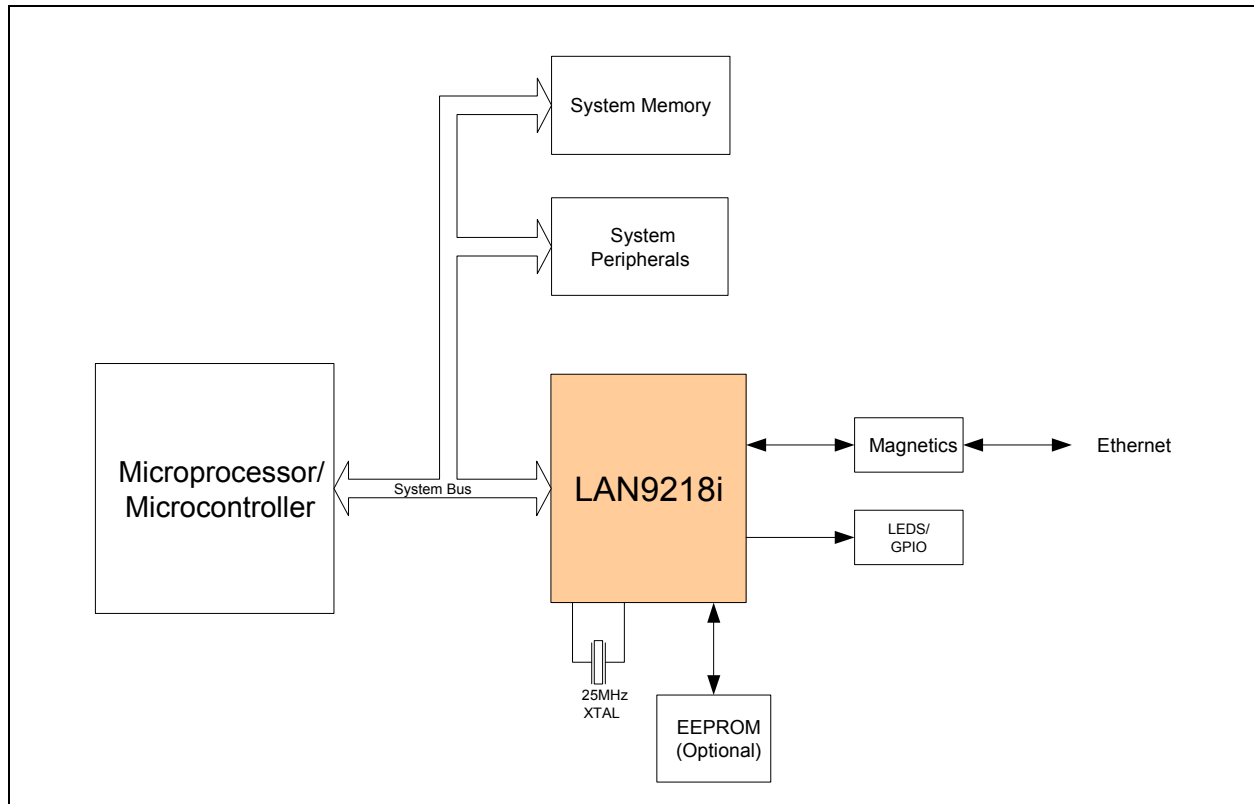 System Memory
System
Peripherals
Microprocessor/
Microcontroller
System Bus
LAN9218i
Magnetics
Ethernet
LEDS/
GPIO
25MHz
XTAL
EEPROM
(Optional)